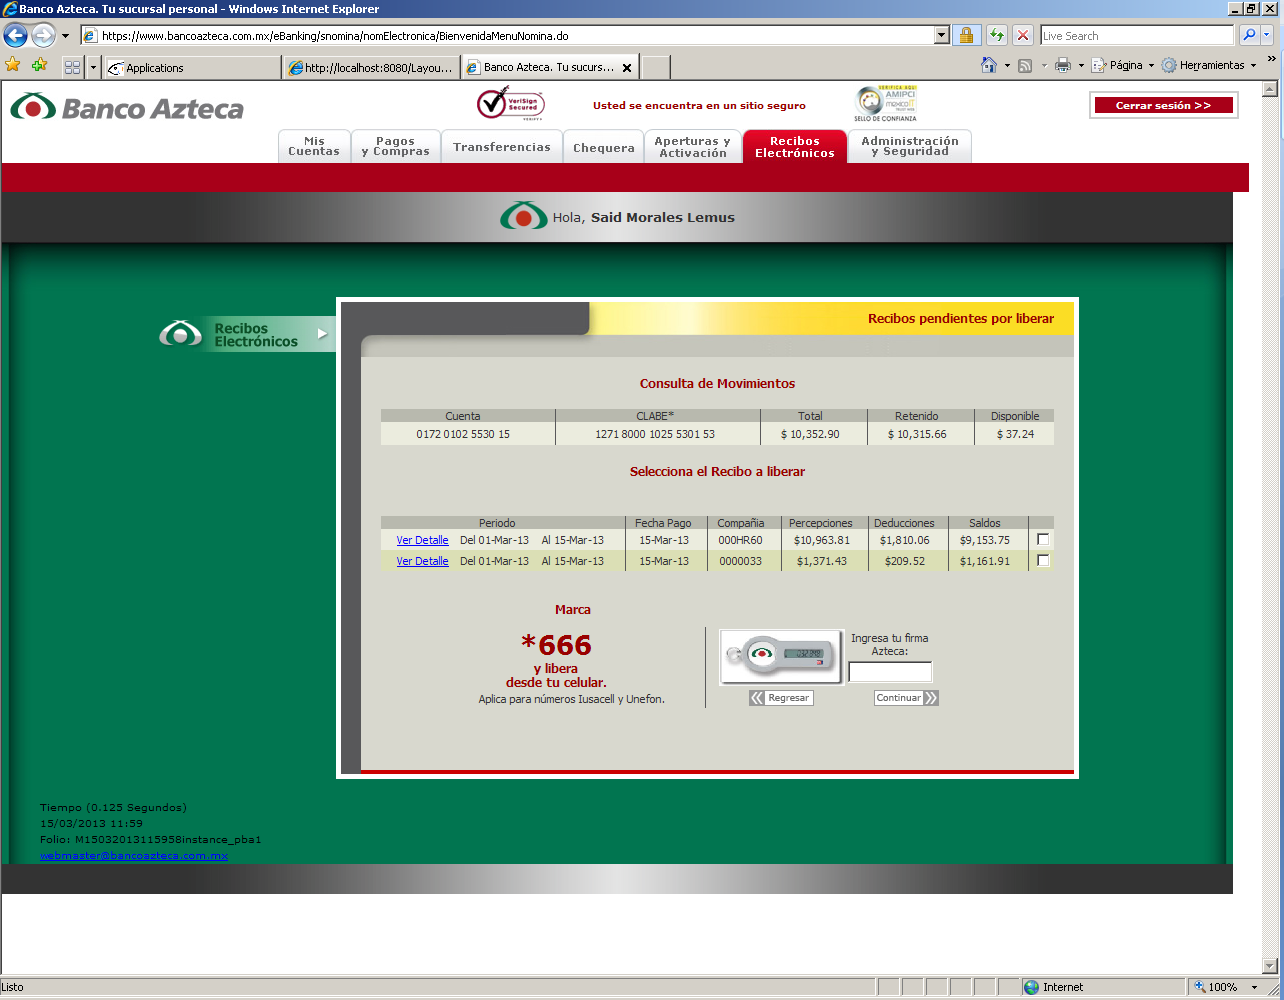 Banco Azteca. Tu sucursal personal - Windows Internet Explorer
https://www.bancoazteca.com.mx/eBanking/snomina/nomElectronica/BienvenidaMenuNomina.do
Live Search
Applications
http://localhost:8080/Layou...
Banco Azteca. Tu sucurs...
Página
Herramientas
Banco Azteca
VeriSign Secured
VERIFY
Usted se encuentra en un sitio seguro
VERIFICA AQUI
AMIPCI
SELLO DE CONFIANZA
Cerrar sesión >>
Mis Cuentas
Pagos y Compras
Transferencias
Chequera
Aperturas y Activación
Recibos Electrónicos
Administración y Seguridad
Hola, Said Morales Lemus
Recibos
Electrónicos
Recibos pendientes por liberar
Consulta de Movimientos
Cuenta CLABE* Total Retenido Disponible
0172 0102 5530 15 1271 8000 1025 5301 53 $ 10,352.90 $ 10,315.66 $ 37.24
Selecciona el Recibo a liberar
Periodo Fecha Pago Compañia Percepciones Deducciones Saldos
Ver Detalle Del 01-Mar-13 Al 15-Mar-13 15-Mar-13 000HR60 $10,963.81 $1,810.06 $9,153.75
Ver Detalle Del 01-Mar-13 Al 15-Mar-13 15-Mar-13 0000033 $1,371.43 $209.52 $1,161.91
Marca
*666
y libera
desde tu celular.
Aplica para números Iusacell y Unefon.
Ingresa tu firma
Azteca:
Regresar
Continuar
Tiempo (0.125 Segundos)
15/03/2013 11:59
Folio: M15032013115958instance_pba1
webmaster@bancoazteca.com.mx
Listo
Internet
100%